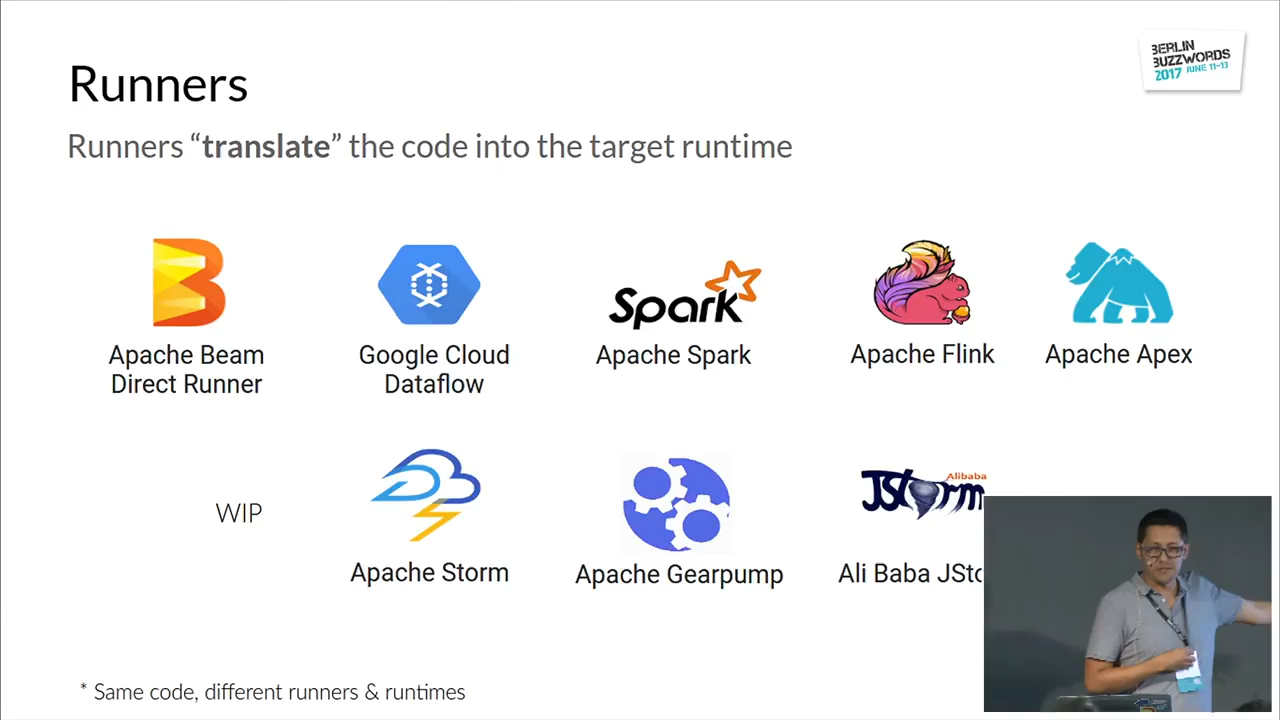 BERLIN
BUZZWORDS
2017 JUNE 11-13
Runners
Runners “translate” the code into the target runtime
Spark
Apache Beam
Direct Runner
Google Cloud
Dataflow
Apache Spark
Apache Flink
Apache Apex
WIP
Alibaba
JStorm
Apache Storm
Apache Gearpump
Ali Baba
* Same code, different runners & runtimes